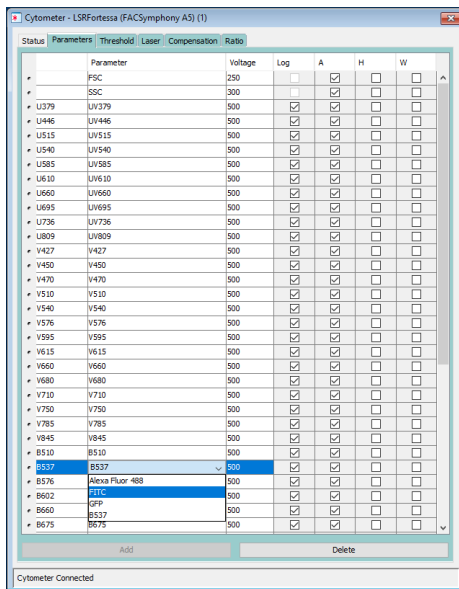 Cytometer - LSRFortessa (FACSymphony A5) (1)
Status Parameters Threshold Laser Compensation Ratio
Parameter Voltage Log A H W
FSC 250
SSC 300
U379 UV379 500
U446 UV446 500
U515 UV515 500
U540 UV540 500
U585 UV585 500
U610 UV610 500
U660 UV660 500
U695 UV695 500
U736 UV736 500
U809 UV809 500
V427 V427 500
V450 V450 500
V470 V470 500
V510 V510 500
V540 V540 500
V576 V576 500
V595 V595 500
V615 V615 500
V660 V660 500
V680 V680 500
V710 V710 500
V750 V750 500
V785 V785 500
V845 V845 500
B510 B510 500
B537 B537 500
B576 Alexa Fluor 488 500
B602 FITC 500
B660 GFP 500
B537
B675 B675 500
Add Delete
Cytometer Connected